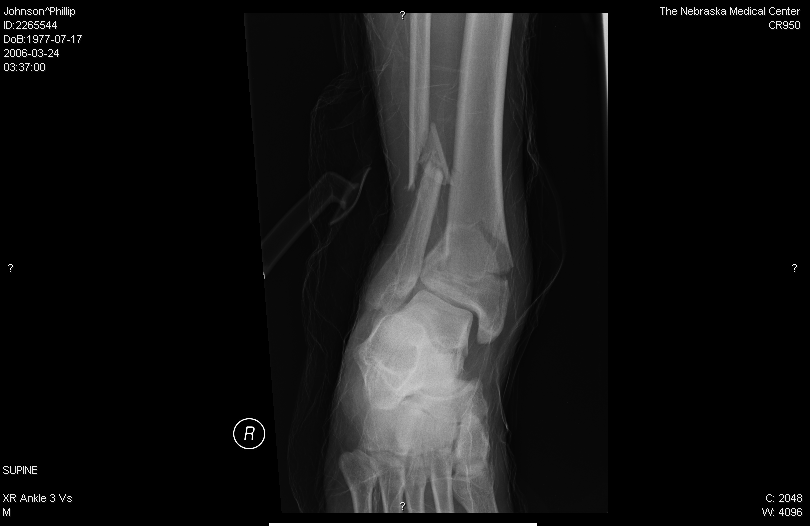 Johnson^Phillip
ID:2265544
DoB:1977-07-17
2006-03-24
03:37:00
The Nebraska Medical Center
CR950
?
?
?
R
?
SUPINE
XR Ankle 3 Vs
M
C: 2048
W: 4096